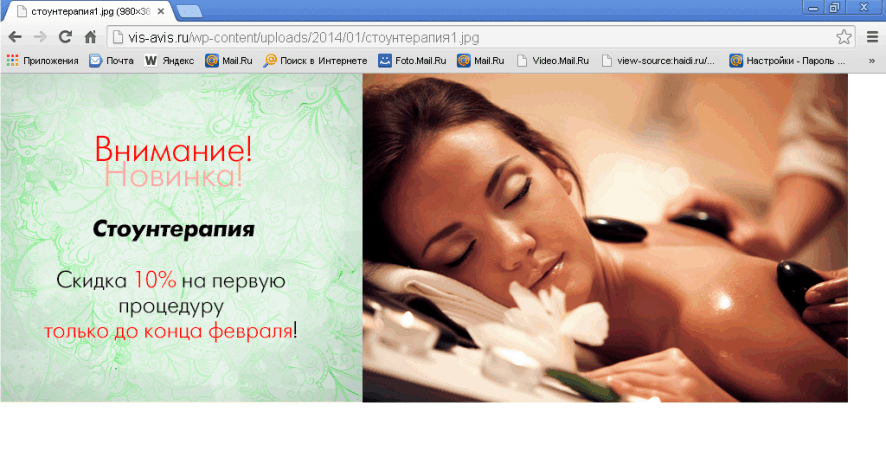 стоунтерапия1.jpg (980×38
vis-avis.ru/wp-content/uploads/2014/01/стоунтерапия1.jpg
Приложения Почта W Яндекс Mail.Ru Поиск в Интернете Foto.Mail.Ru Mail.Ru Video.Mail.Ru view-source:haidi.ru/... Настройки - Пароль ... »
Внимание!
Новинка!
Стоунтерапия
Скидка 10% на первую
процедуру
только до конца февраля!